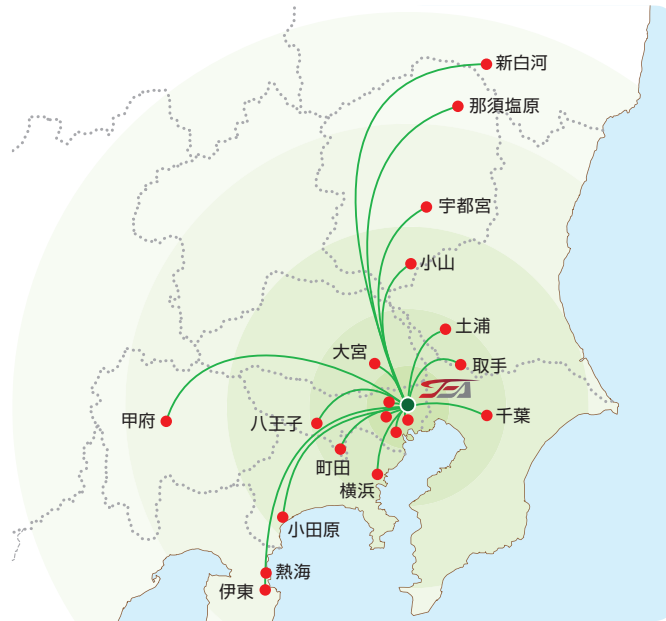 新白河
那須塩原
宇都宮
小山
土浦
大宮
取手
JEA
甲府
八王子
千葉
町田
横浜
小田原
熱海
伊東